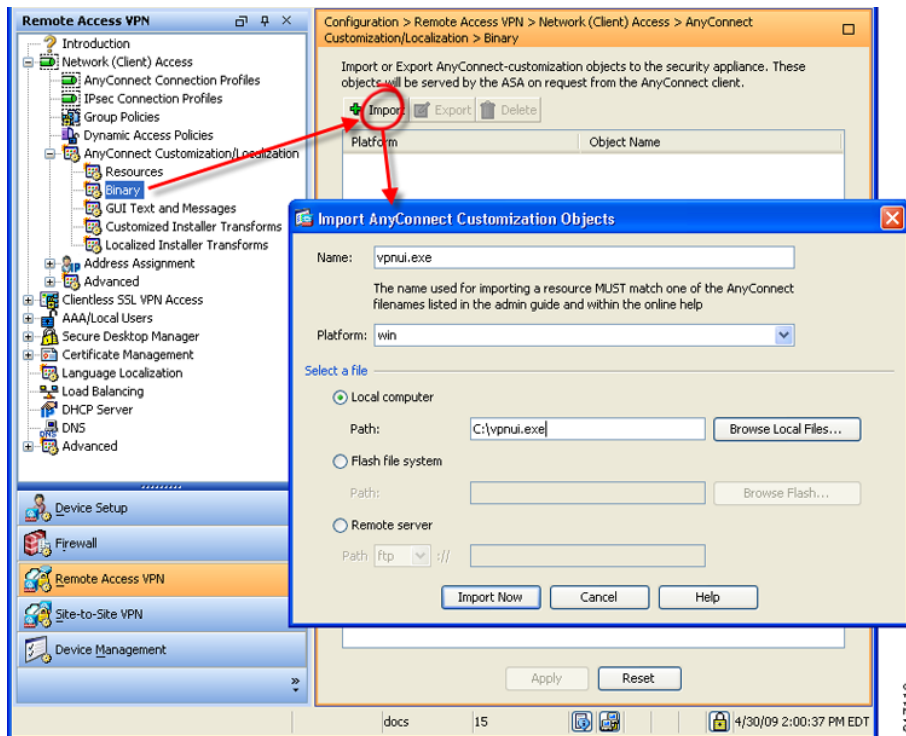 Remote Access VPN
Introduction
Network (Client) Access
AnyConnect Connection Profiles
IPsec Connection Profiles
Group Policies
Dynamic Access Policies
AnyConnect Customization/Localization
Resources
Binary
GUI Text and Messages
Customized Installer Transforms
Localized Installer Transforms
Address Assignment
Advanced
Clientless SSL VPN Access
AAA/Local Users
Secure Desktop Manager
Certificate Management
Language Localization
Load Balancing
DHCP Server
DNS
Advanced
Device Setup
Firewall
Remote Access VPN
Site-to-Site VPN
Device Management
Configuration > Remote Access VPN > Network (Client) Access > AnyConnect
Customization/Localization > Binary
Import or Export AnyConnect-customization objects to the security appliance. These
objects will be served by the ASA on request from the AnyConnect client.
Import Export Delete
Platform Object Name
Import AnyConnect Customization Objects
Name: vpnui.exe
The name used for importing a resource MUST match one of the AnyConnect
filenames listed in the admin guide and within the online help
Platform: win
Select a file
Local computer
Path: C:\vpnui.exe Browse Local Files...
Flash file system
Path: Browse Flash...
Remote server
Path ftp ://
Import Now Cancel Help
Apply Reset
docs 15 4/30/09 2:00:37 PM EDT